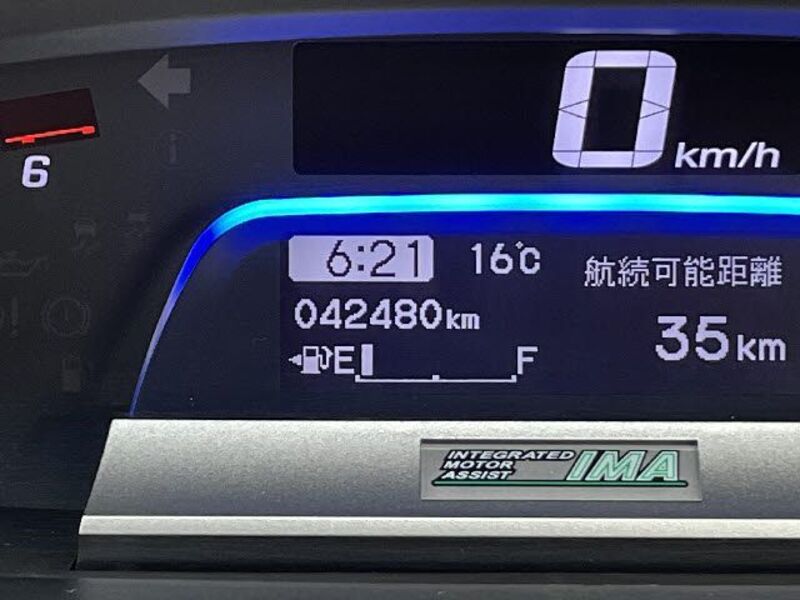 0 km/h
6
6:21 16℃ 航続可能距離
042480km 35km
E F
INTEGRATED
MOTOR
ASSIST
IMA